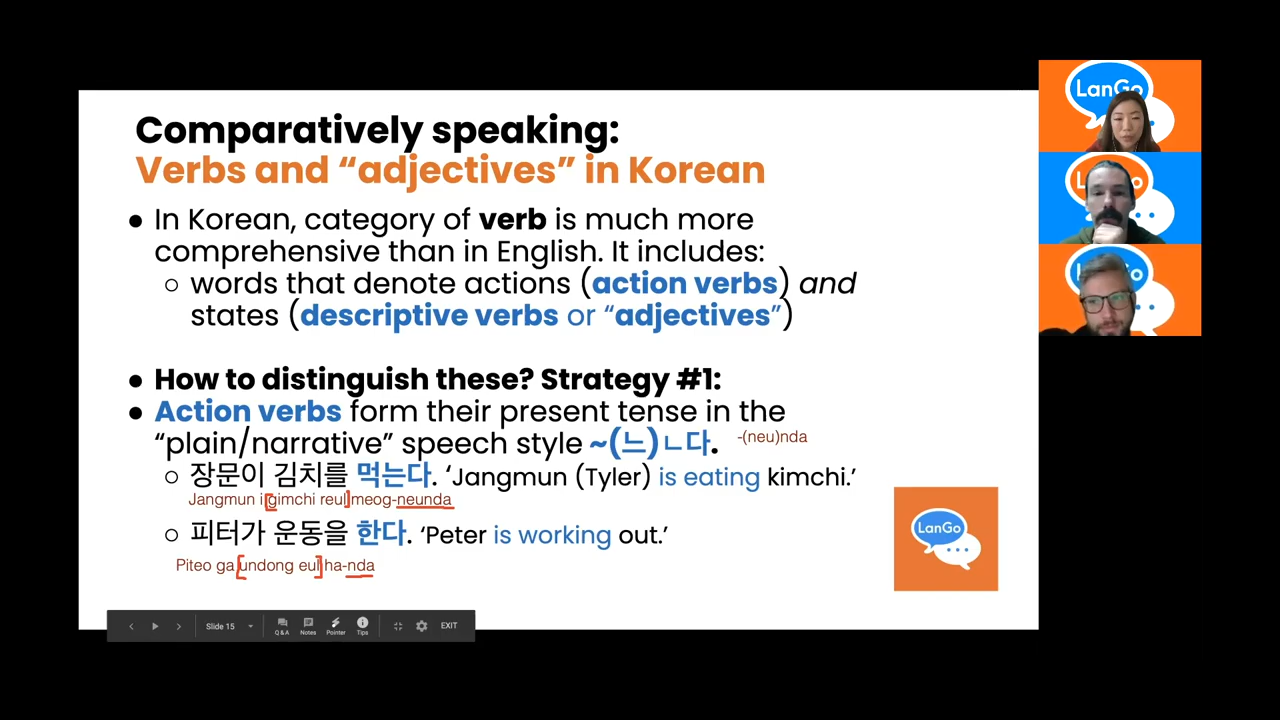 Comparatively speaking:
Verbs and “adjectives” in Korean
● In Korean, category of verb is much more
comprehensive than in English. It includes:
○ words that denote actions (action verbs) and
states (descriptive verbs or “adjectives”)
● How to distinguish these? Strategy #1:
● Action verbs form their present tense in the
“plain/narrative” speech style ~(느)ㄴ다.
-(neu)nda
○ 장문이 김치를 먹는다. ‘Jangmun (Tyler) is eating kimchi.’
Jangmun i gimchi reul meog-neunda
○ 피터가 운동을 한다. ‘Peter is working out.’
Piteo ga undong eul ha-nda
LanGo
Slide 15
Q&A
Notes
Pointer
Tips
EXIT
LanGo
LanGo